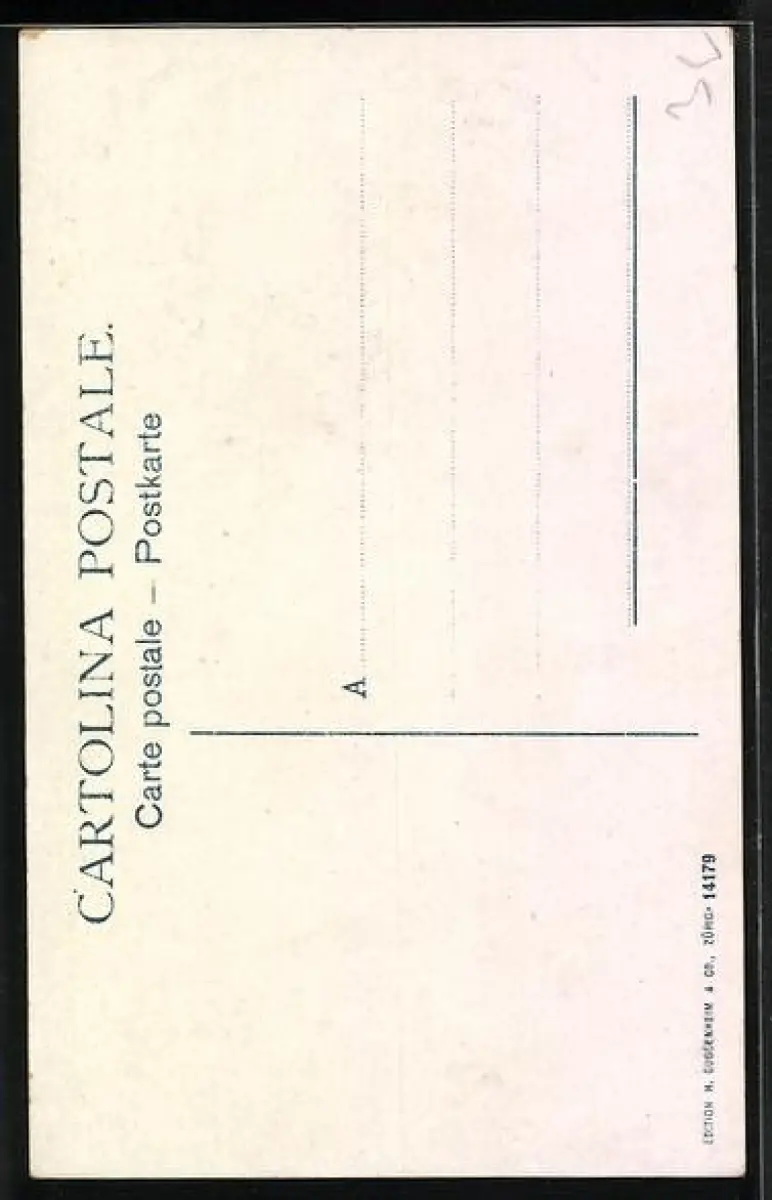 CARTOLINA POSTALE.
Carte postale – Postkarte
A
EDITION H. GUGGENHEIM & CO., ZÜRICH 14179